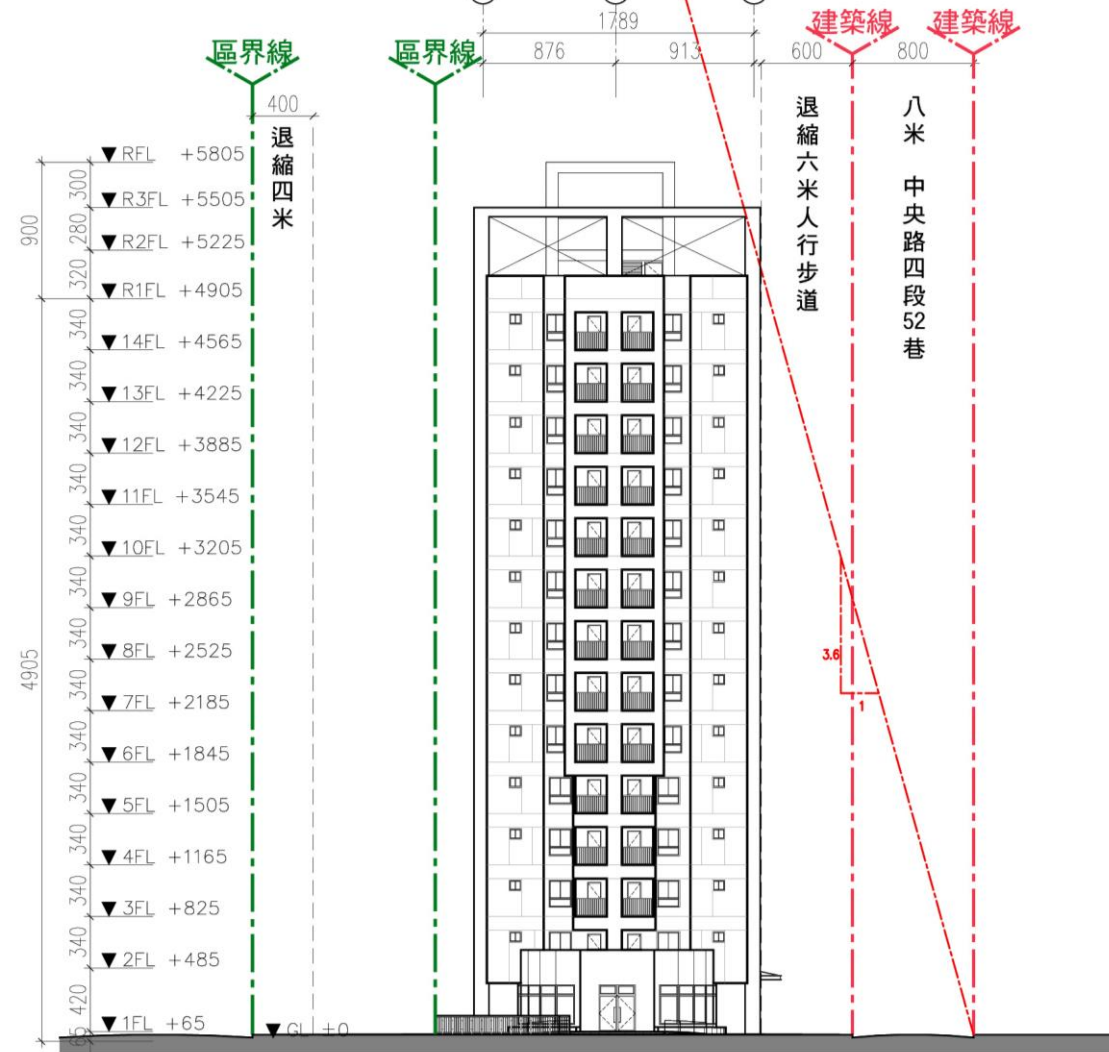 1789
876
913
600
800
建築線
建築線
區界線
區界線
400
退縮四米
退縮六米人行步道
八米 中央路四段52巷
RFL +5805
300
R3FL +5505
280
R2FL +5225
320
R1FL +4905
900
340
14FL +4565
340
13FL +4225
340
12FL +3885
340
11FL +3545
340
10FL +3205
340
9FL +2865
340
8FL +2525
340
7FL +2185
340
6FL +1845
340
5FL +1505
340
4FL +1165
340
3FL +825
340
2FL +485
420
1FL +65
65
4905
GL ±0
3.6
1